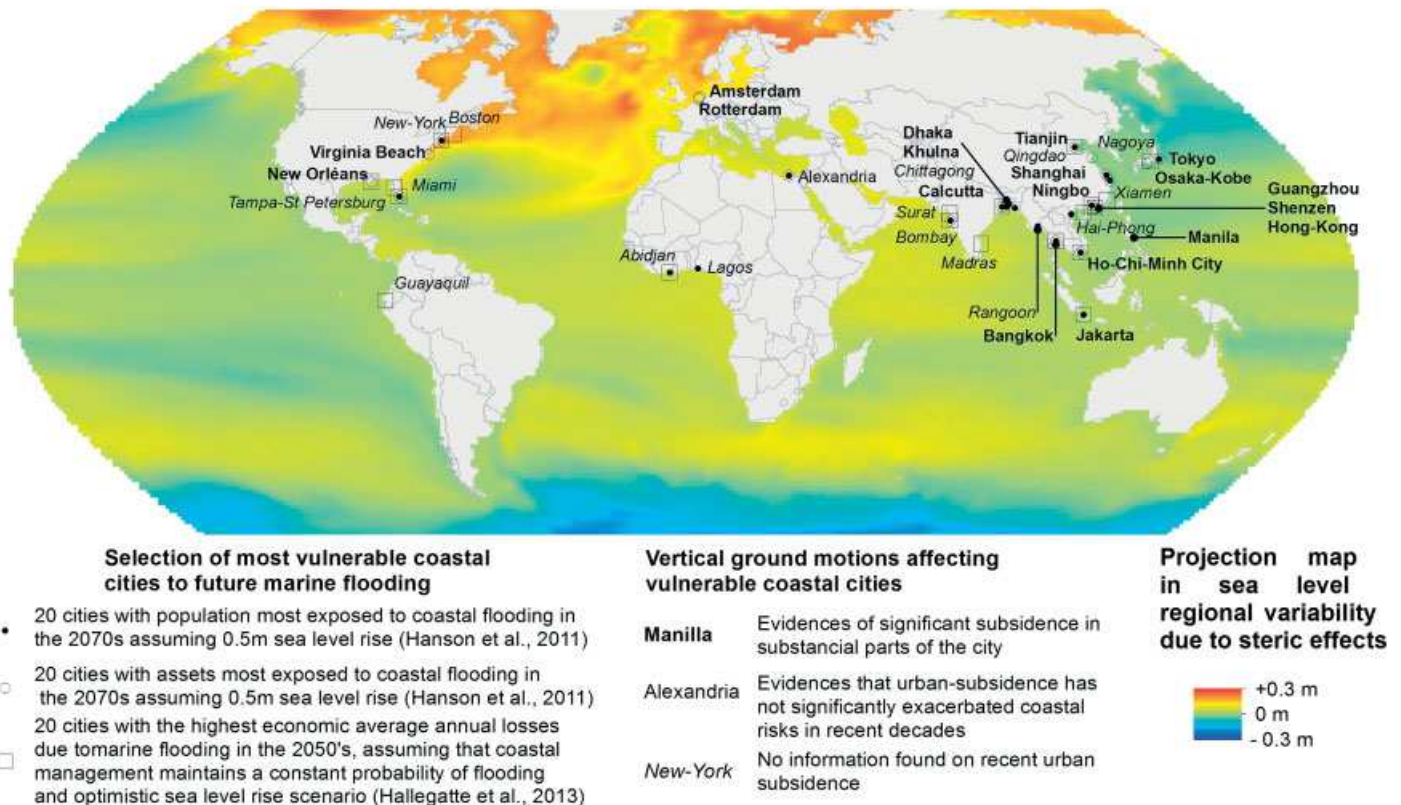 Amsterdam
Rotterdam
New-York
Boston
Virginia Beach
New Orléans
Miami
Tampa-St Petersburg
Alexandria
Dhaka
Khulna
Chittagong
Calcutta
Surat
Bombay
Madras
Tianjin
Qingdao
Shanghai
Ningbo
Nagoya
Tokyo
Osaka-Kobe
Xiamen
Guangzhou
Shenzen
Hong-Kong
Hai-Phong
Manila
Ho-Chi-Minh City
Abidjan
Lagos
Guayaquil
Rangoon
Bangkok
Jakarta
Selection of most vulnerable coastal
cities to future marine flooding
20 cities with population most exposed to coastal flooding in
the 2070s assuming 0.5m sea level rise (Hanson et al., 2011)
20 cities with assets most exposed to coastal flooding in
the 2070s assuming 0.5m sea level rise (Hanson et al., 2011)
20 cities with the highest economic average annual losses
due tomarine flooding in the 2050's, assuming that coastal
management maintains a constant probability of flooding
and optimistic sea level rise scenario (Hallegatte et al., 2013)
Vertical ground motions affecting
vulnerable coastal cities
Manilla
Evidences of significant subsidence in
substancial parts of the city
Alexandria
Evidences that urban-subsidence has
not significantly exacerbated coastal
risks in recent decades
New-York
No information found on recent urban
subsidence
Projection map
in sea level
regional variability
due to steric effects
+0.3 m
0 m
- 0.3 m